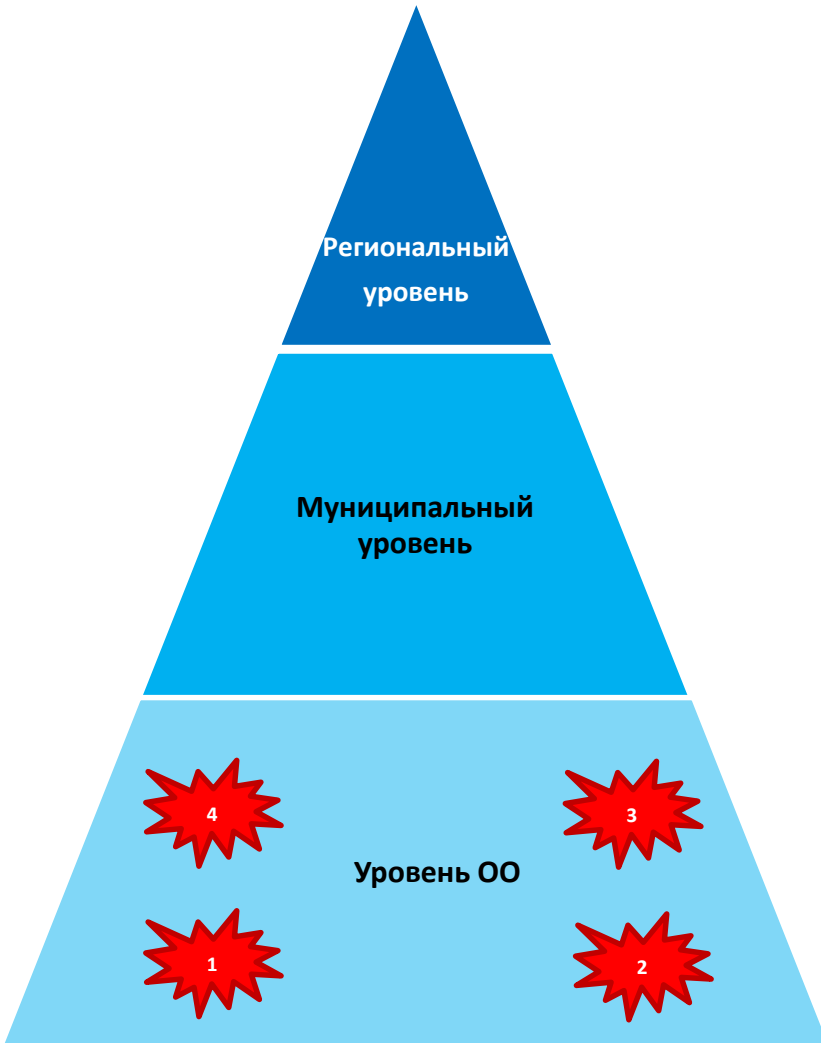 Региональный
уровень
Муниципальный
уровень
4
3
Уровень ОО
1
2